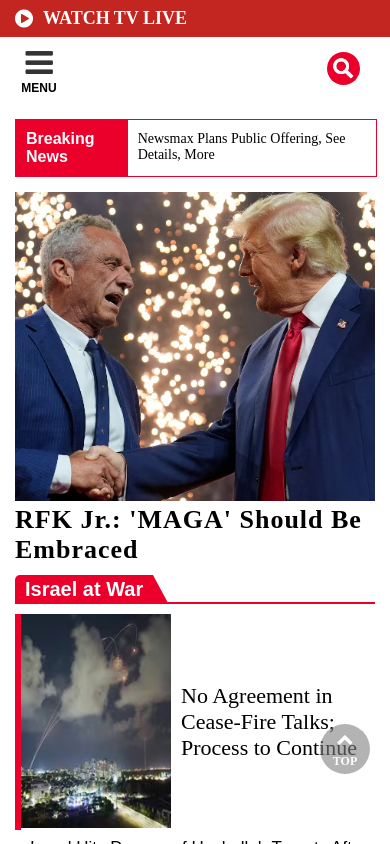 WATCH TV LIVE
MENU
Breaking
News
Newsmax Plans Public Offering, See
Details, More
RFK Jr.: 'MAGA' Should Be
Embraced
Israel at War
No Agreement in
Cease-Fire Talks;
Process to Continue
TOP